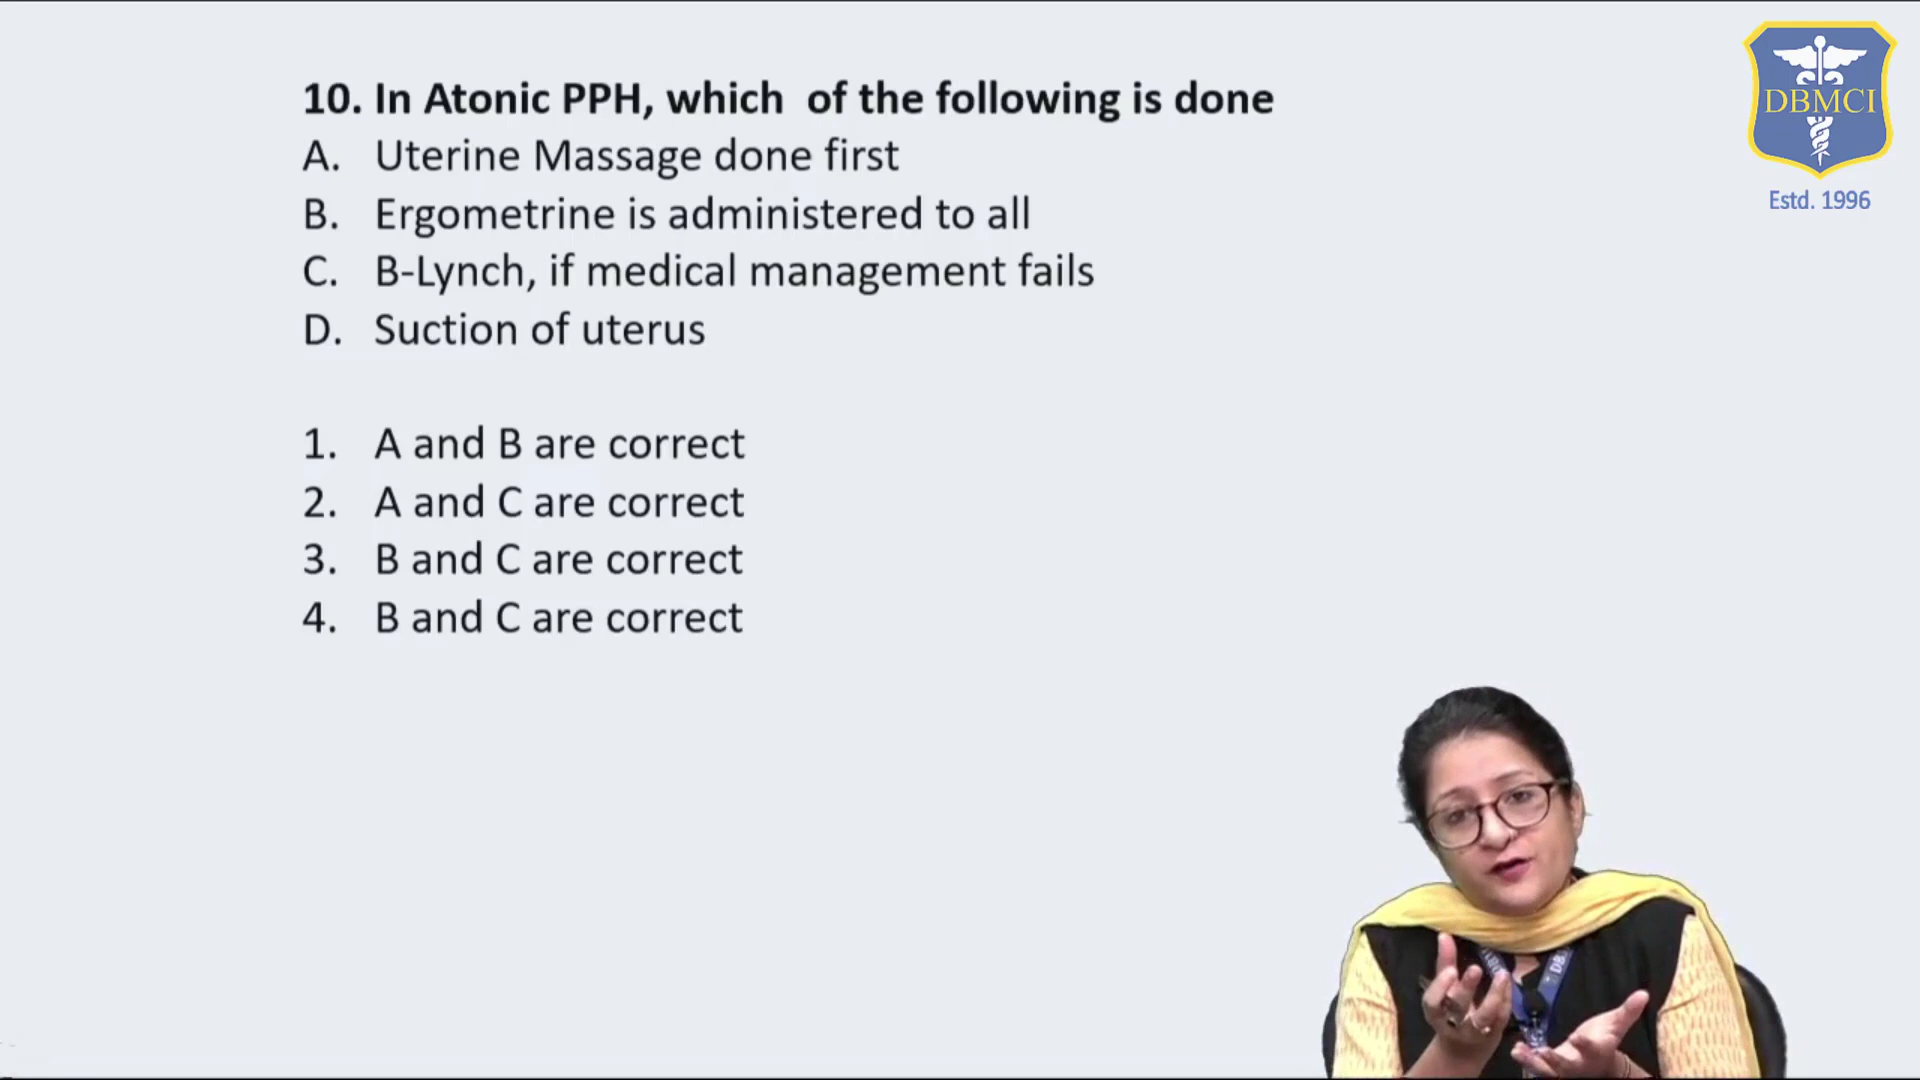 DBMCI
Estd. 1996
10. In Atonic PPH, which of the following is done
A. Uterine Massage done first
B. Ergometrine is administered to all
C. B-Lynch, if medical management fails
D. Suction of uterus
1. A and B are correct
2. A and C are correct
3. B and C are correct
4. B and C are correct